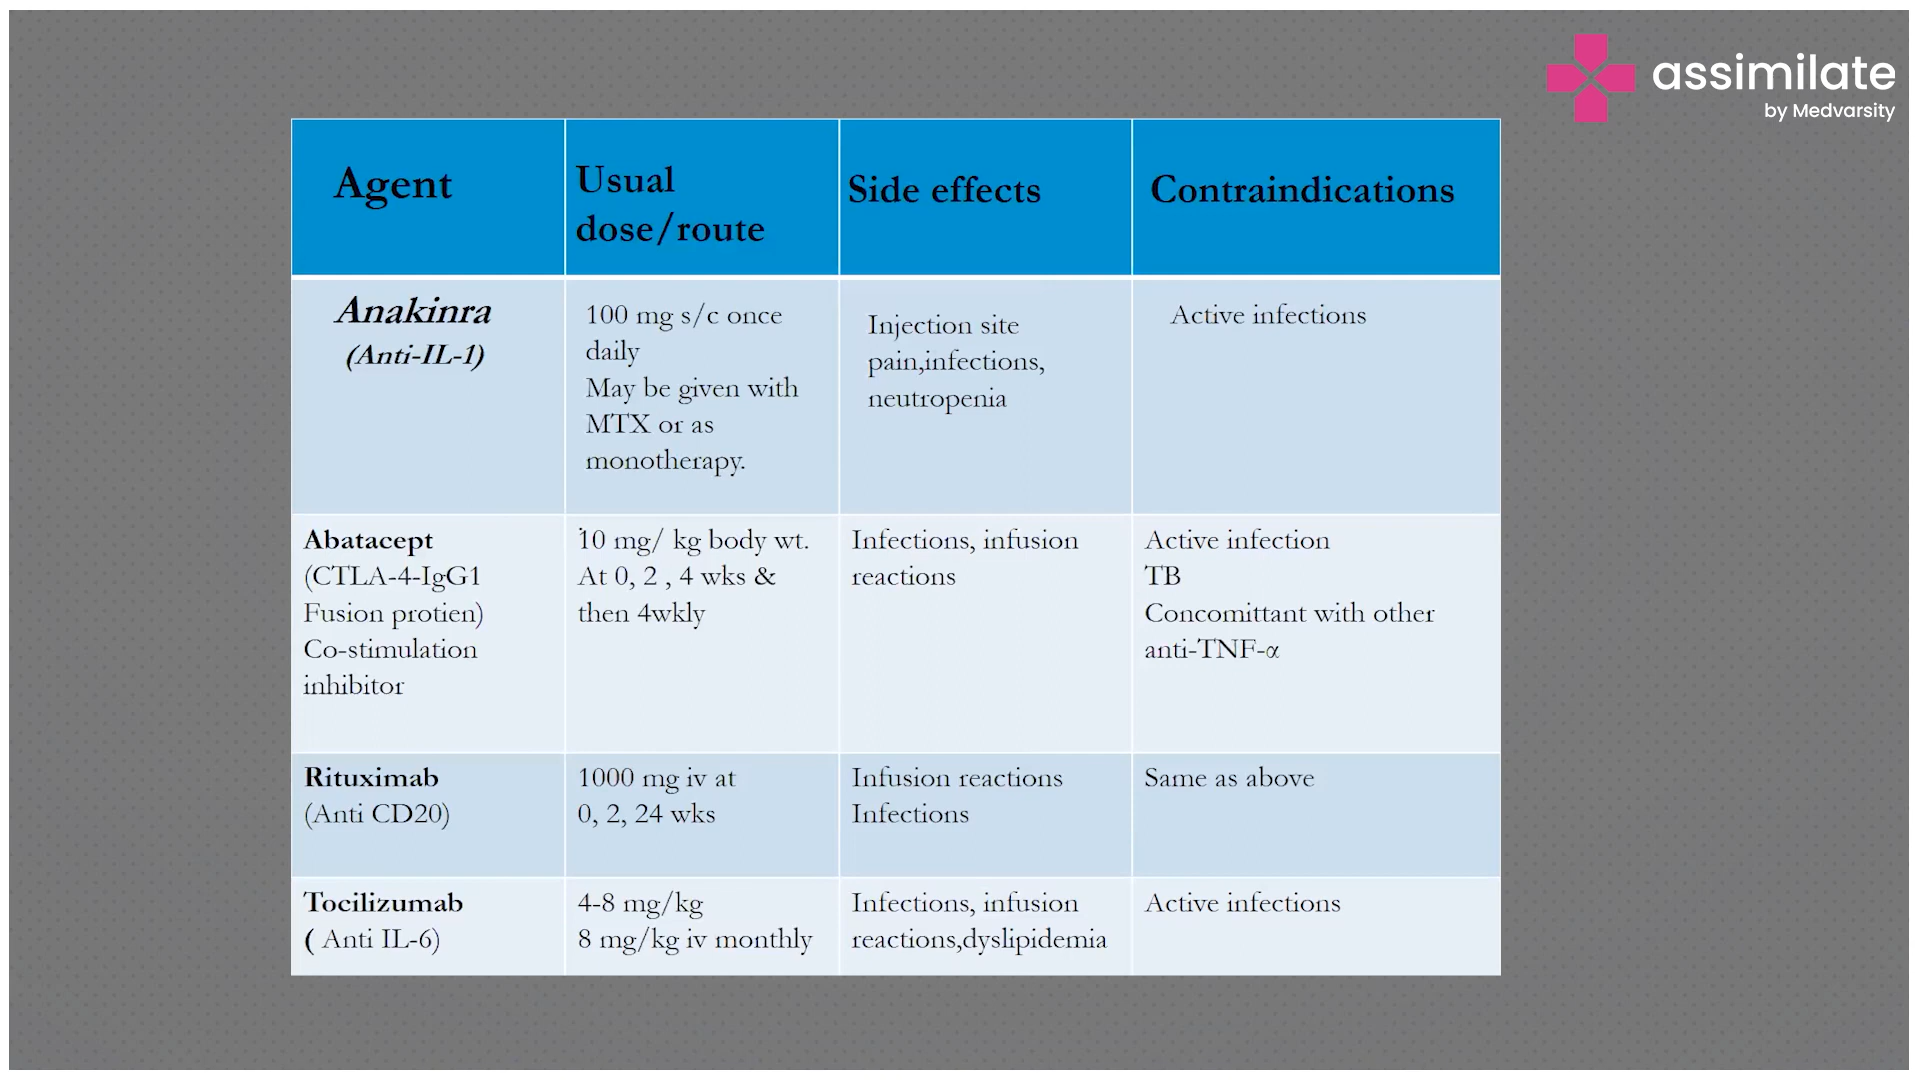 assimilate
by Medvarsity
Agent
Usual
dose/route
Side effects
Contraindications
Anakinra
(Anti-IL-1)
100 mg s/c once
daily
May be given with
MTX or as
monotherapy.
Injection site
pain,infections,
neutropenia
Active infections
Abatacept
(CTLA-4-IgG1
Fusion protien)
Co-stimulation
inhibitor
10 mg/ kg body wt.
At 0, 2 , 4 wks &
then 4wkly
Infections, infusion
reactions
Active infection
TB
Concomittant with other
anti-TNF-α
Rituximab
(Anti CD20)
1000 mg iv at
0, 2, 24 wks
Infusion reactions
Infections
Same as above
Tocilizumab
( Anti IL-6)
4-8 mg/kg
8 mg/kg iv monthly
Infections, infusion
reactions,dyslipidemia
Active infections